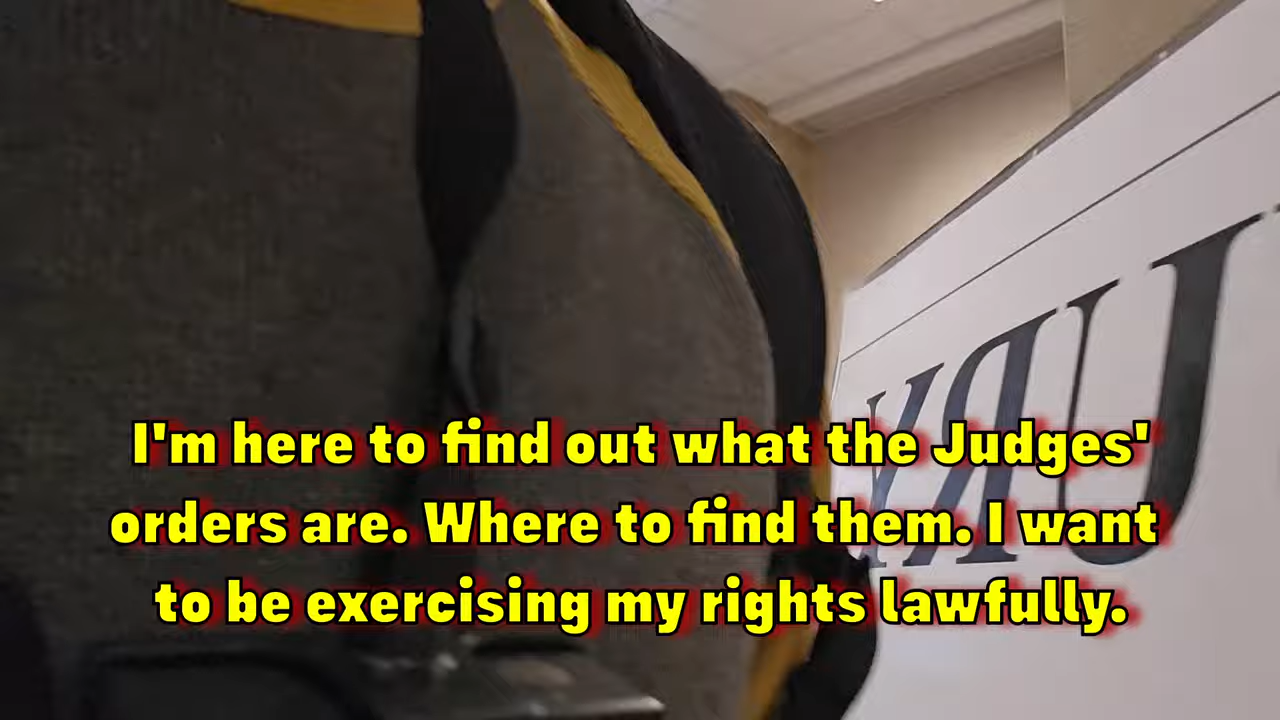 I'm here to find out what the Judges'
orders are. Where to find them. I want
to be exercising my rights lawfully.
URY